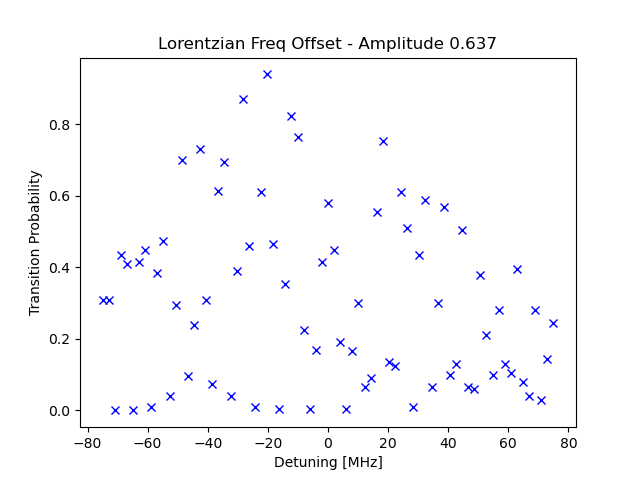 Lorentzian Freq Offset - Amplitude 0.637
Transition Probability
0.8
0.6
0.4
0.2
0.0
−80 −60 −40 −20 0 20 40 60 80
Detuning [MHz]